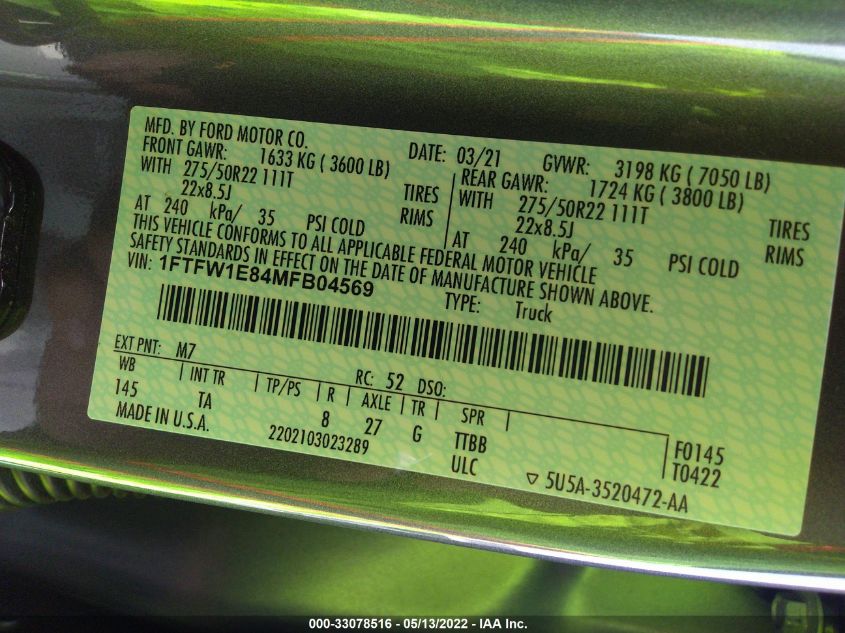 MFD. BY FORD MOTOR CO. DATE: 03/21 GVWR: 3198 KG ( 7050 LB)
FRONT GAWR: 1633 KG ( 3600 LB) REAR GAWR: 1724 KG ( 3800 LB)
WITH 275/50R22 111T TIRES WITH 275/50R22 111T TIRES
22x8.5J RIMS 22x8.5J RIMS
AT 240 kPa/ 35 PSI COLD AT 240 kPa/ 35 PSI COLD
THIS VEHICLE CONFORMS TO ALL APPLICABLE FEDERAL MOTOR VEHICLE
SAFETY STANDARDS IN EFFECT ON THE DATE OF MANUFACTURE SHOWN ABOVE.
VIN: 1FTFW1E84MFB04569 TYPE: Truck
EXT PNT: M7 RC: 52 DSO:
WB INT TR TP/PS R AXLE TR SPR
145 TA 8 27 G TTBB F0145
MADE IN U.S.A. 2202103023289 ULC T0422
5U5A-3520472-AA
000-33078516 - 05/13/2022 - IAA Inc.